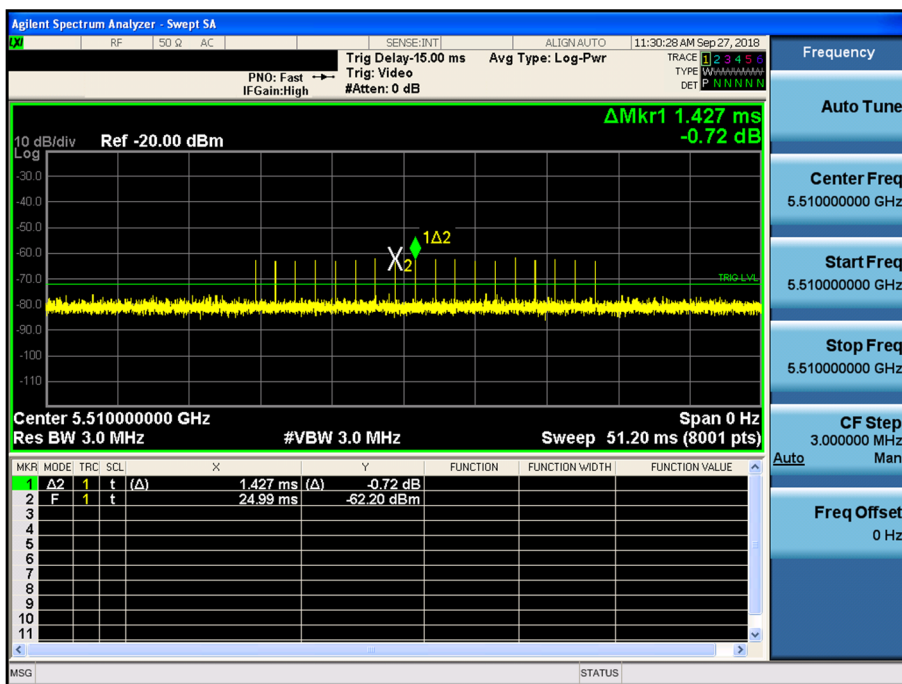 Agilent Spectrum Analyzer - Swept SA
LXI RF 50 Ω AC SENSE:INT ALIGN AUTO 11:30:28 AM Sep 27, 2018
Trig Delay-15.00 ms Avg Type: Log-Pwr TRACE 1 2 3 4 5 6
PNO: Fast Trig: Video TYPE WWWWWW
IFGain:High #Atten: 0 dB DET P N N N N N
ΔMkr1 1.427 ms
-0.72 dB
10 dB/div Ref -20.00 dBm
Log
-30.0
-40.0
-50.0
-60.0
-70.0
-80.0
-90.0
-100
-110
1Δ2
X2
TRIG LVL
Center 5.510000000 GHz Span 0 Hz
Res BW 3.0 MHz #VBW 3.0 MHz Sweep 51.20 ms (8001 pts)
MKR MODE TRC SCL X Y FUNCTION FUNCTION WIDTH FUNCTION VALUE
1 Δ2 1 t (Δ) 1.427 ms (Δ) -0.72 dB
2 F 1 t 24.99 ms -62.20 dBm
3
4
5
6
7
8
9
10
11
MSG STATUS
Frequency
Auto Tune
Center Freq
5.510000000 GHz
Start Freq
5.510000000 GHz
Stop Freq
5.510000000 GHz
CF Step
3.000000 MHz
Auto Man
Freq Offset
0 Hz